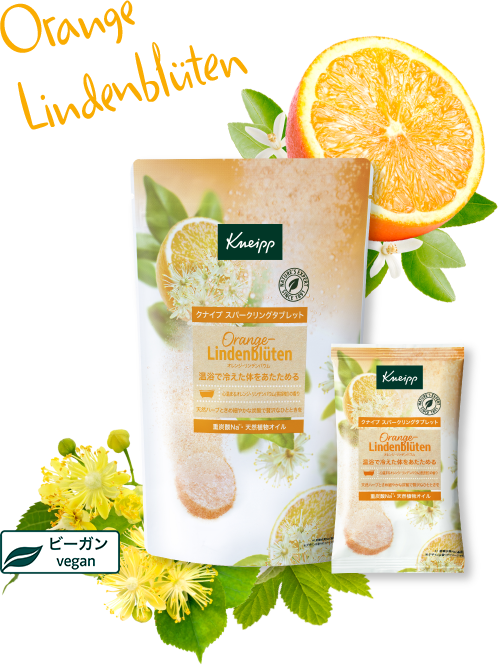 Orange
Lindenblüten
Kneipp
NATURE'S EXPERT
SINCE 1891
クナイプ スパークリングタブレット
Orange-
LindenBlüten
オレンジ・リンデンバウム
温浴で冷えた体をあたためる
重炭酸Na*・天然植物オイル
Kneipp
クナイプ スパークリングタブレット
Orange-
LindenBlüten
温浴で冷えた体をあたためる
重炭酸Na*・天然植物オイル
ビーガン
vegan